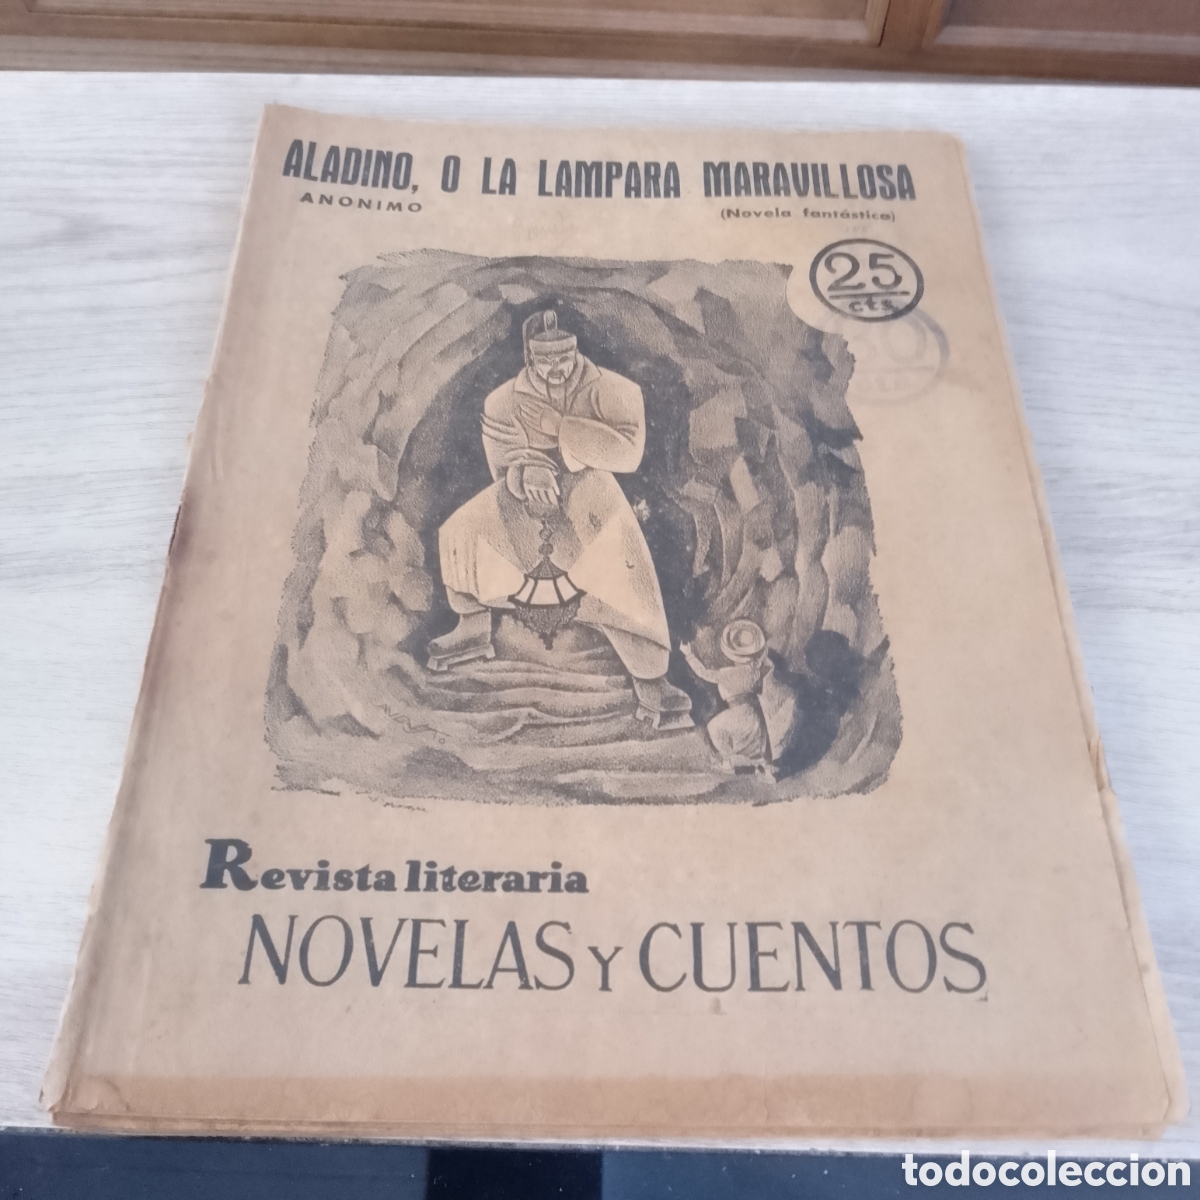 ALADINO, O LA LAMPARA MARAVILLOSA
ANONIMO
(Novela fantástica)
25
cts
Revista literaria
NOVELAS Y CUENTOS
todocoleccion